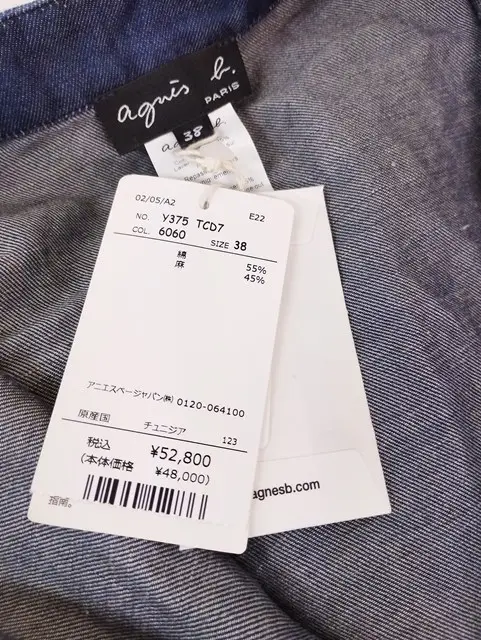 agnès b.
PARIS
38
02/05/A2 E22
NO. Y375 TCD7
COL. 6060 SIZE 38
綿 55%
麻 45%
アニエスベージャパン㈱ 0120-064100
原産国 チュニジア 123
税込 ¥52,800
(本体価格 ¥48,000)
agnesb.com